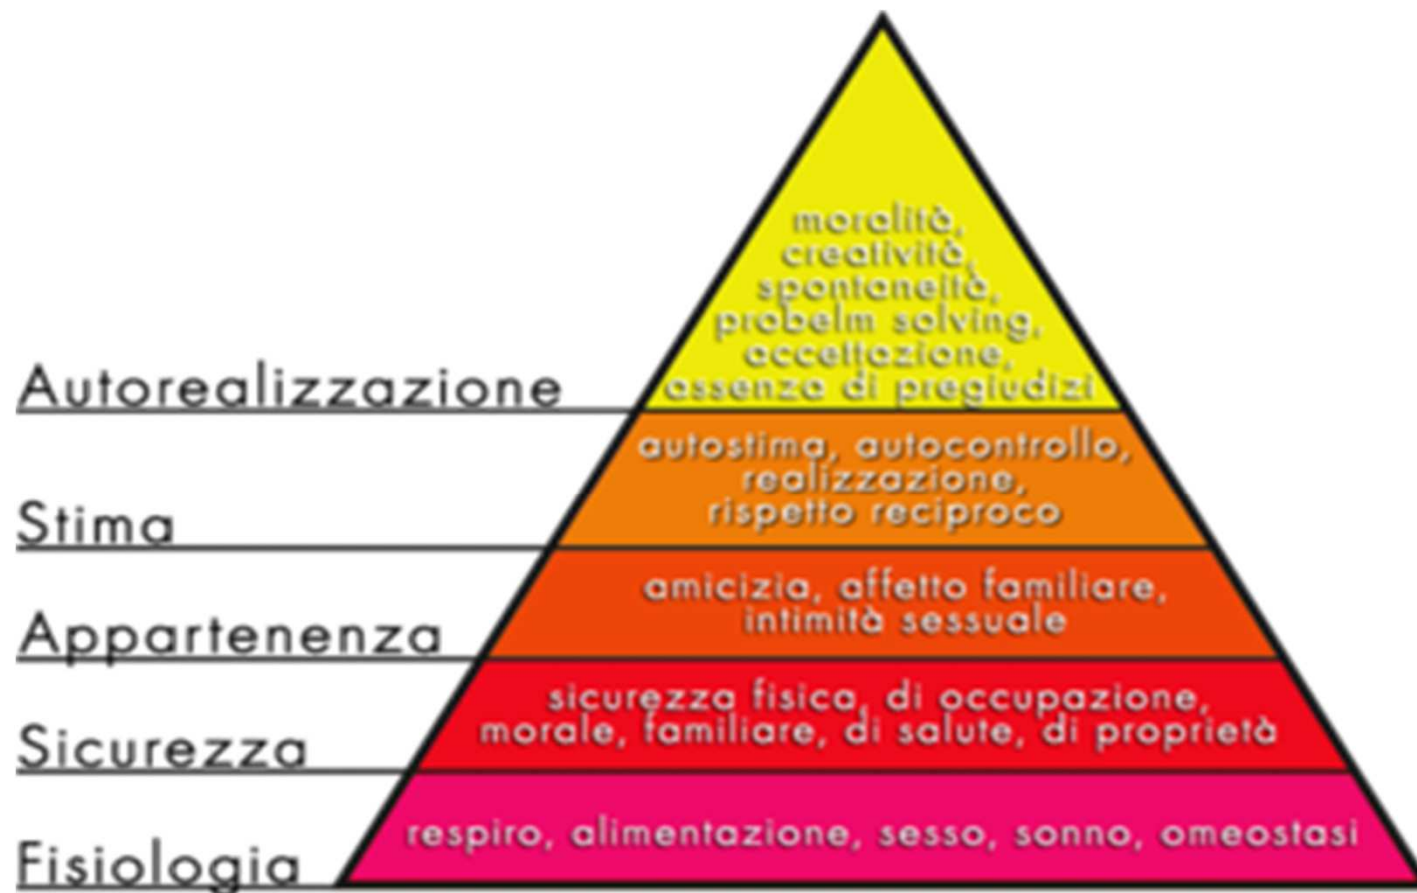 moralità,
creatività,
spontaneità,
probelm solving,
accettazione,
assenza di pregiudizi
Autorealizzazione
autostima, autocontrollo,
realizzazione,
rispetto reciproco
Stima
amicizia, affetto familiare,
intimità sessuale
Appartenenza
sicurezza fisica, di occupazione,
morale, familiare, di salute, di proprietà
Sicurezza
respiro, alimentazione, sesso, sonno, omeostasi
Fisiologia